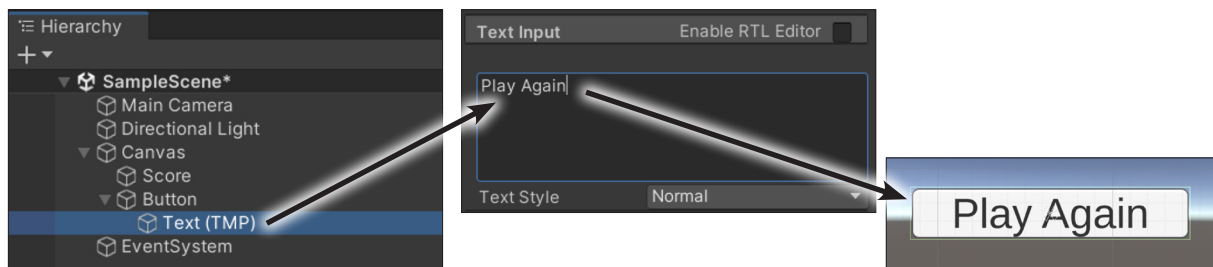 Hierarchy
+
SampleScene*
Main Camera
Directional Light
Canvas
Score
Button
Text (TMP)
EventSystem
Text Input Enable RTL Editor
Play Again
Text Style Normal
Play Again